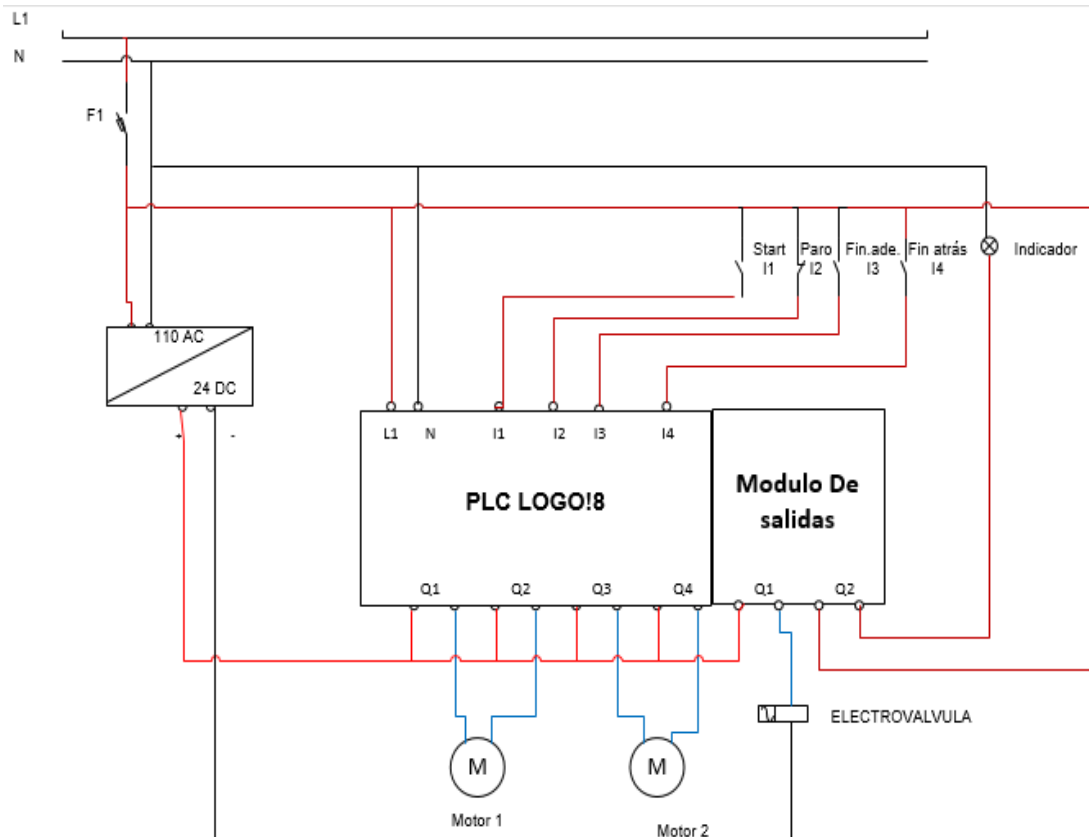 L1
N
F1
Start
I1
Paro
I2
Fin.ade.
I3
Fin atrás
I4
Indicador
110 AC
24 DC
+
-
L1
N
I1
I2
I3
I4
PLC LOGO!8
Modulo De
salidas
Q1
Q2
Q3
Q4
Q1
Q2
ELECTROVALVULA
M
M
Motor 1
Motor 2